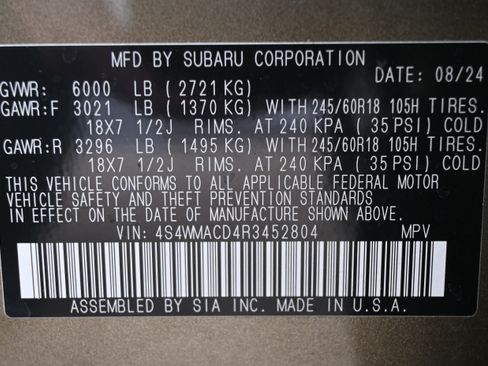 MFD BY SUBARU CORPORATION
DATE: 08/24
GVWR: 6000 LB (2721 KG)
GAWR:F 3021 LB (1370 KG) WITH 245/60R18 105H TIRES.
18X7 1/2J RIMS. AT 240 KPA (35 PSI) COLD
GAWR:R 3296 LB (1495 KG) WITH 245/60R18 105H TIRES.
18X7 1/2J RIMS. AT 240 KPA (35 PSI) COLD
THIS VEHICLE CONFORMS TO ALL APPLICABLE FEDERAL MOTOR
VEHICLE SAFETY AND THEFT PREVENTION STANDARDS
IN EFFECT ON THE DATE OF MANUFACTURE SHOWN ABOVE.
VIN: 4S4WMACD4R3452804 MPV
ASSEMBLED BY SIA INC. MADE IN U.S.A.